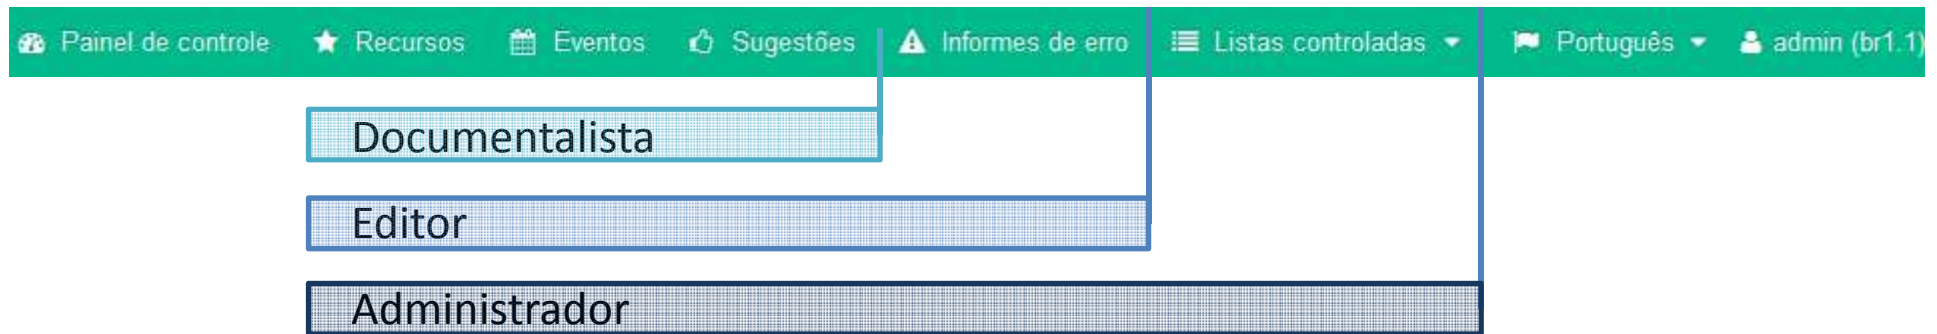 Painel de controle Recursos Eventos Sugestões Informes de erro Listas controladas Português admin (br1.1)
Documentalista
Editor
Administrador